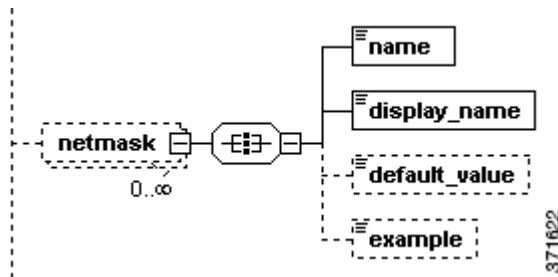 name
display_name
netmask
0..∞
default_value
example
371622